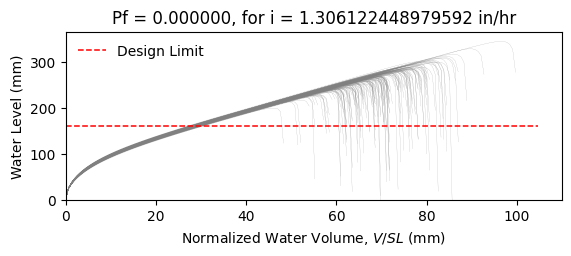 Pf = 0.000000, for i = 1.306122448979592 in/hr
Design Limit
Water Level (mm)
300
200
100
0
0 20 40 60 80 100
Normalized Water Volume, V/SL (mm)